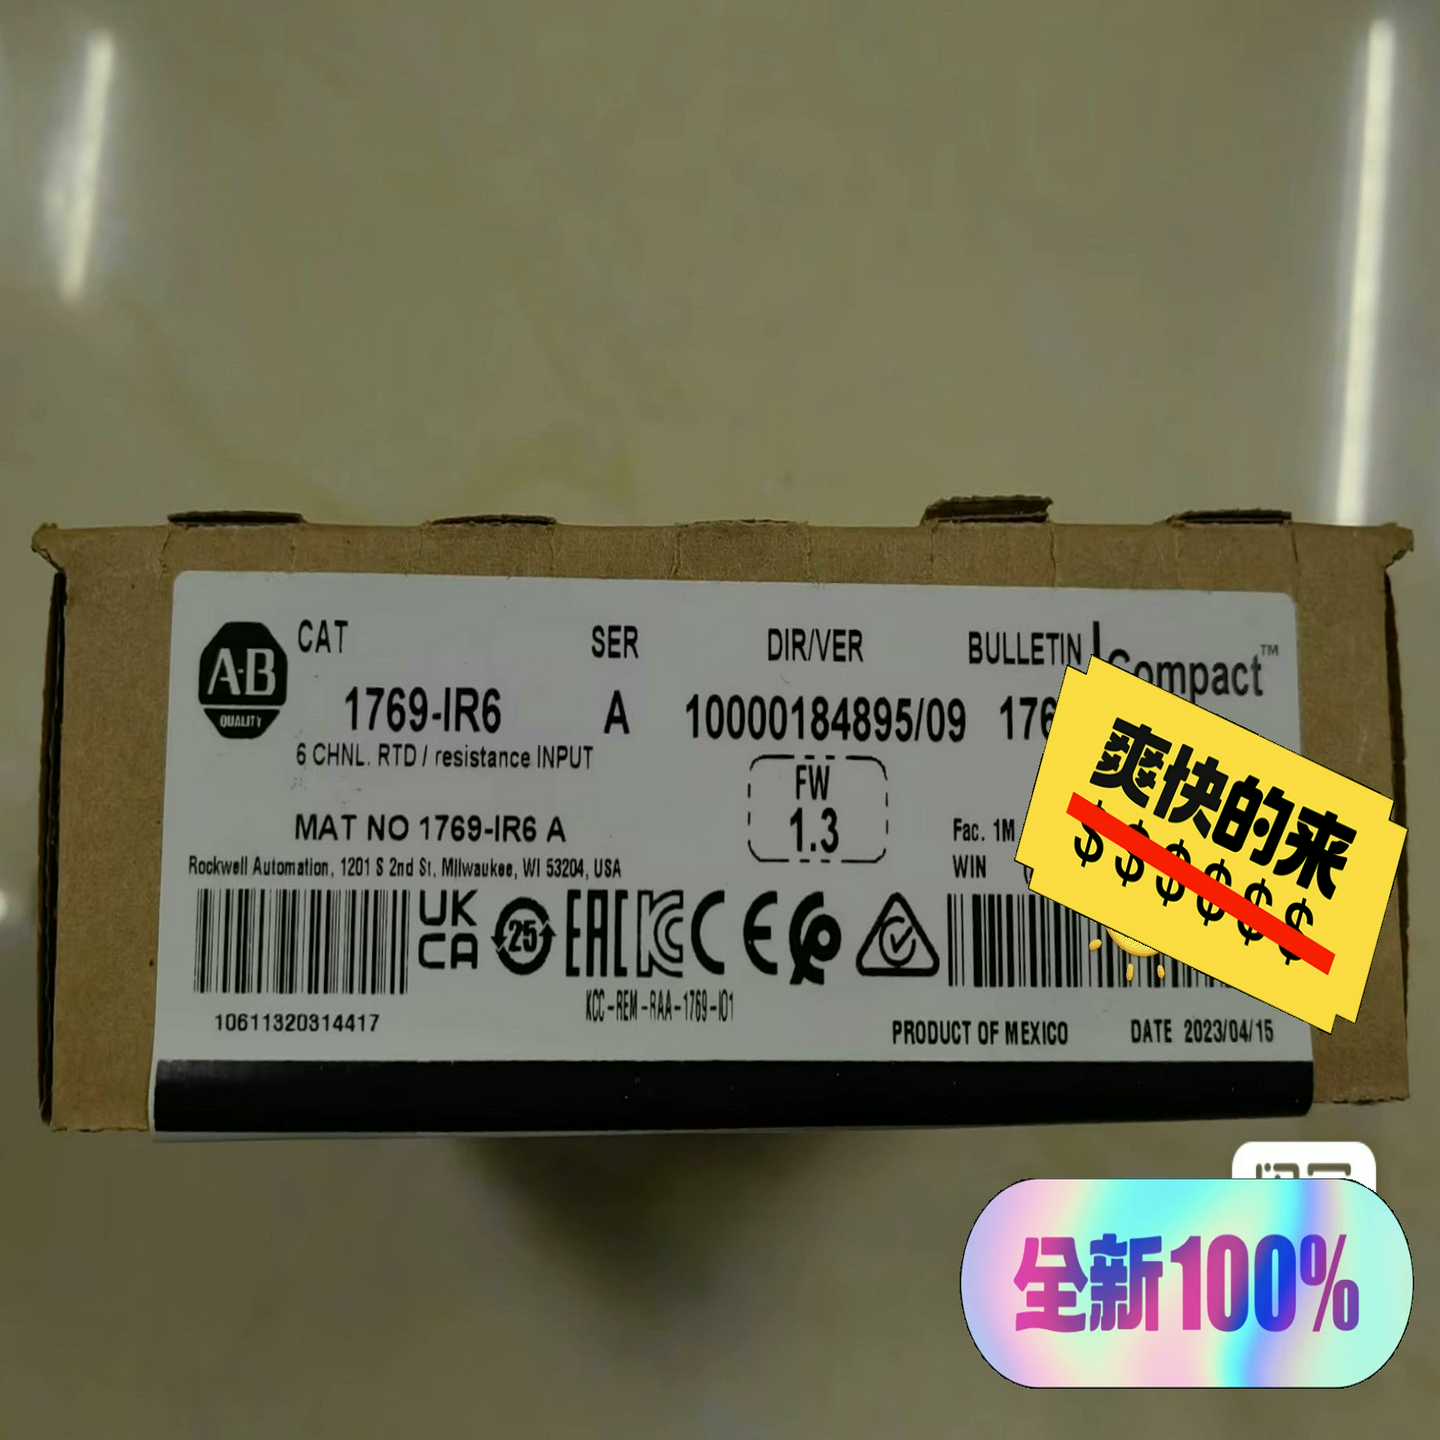 A-B
QUALITY
CAT
SER
DIR/VER
BULLETIN
Compact™
1769-IR6
A
10000184895/09
176
6 CHNL. RTD / resistance INPUT
FW
1.3
MAT NO 1769-IR6 A
Fac. 1M
WIN
Rockwell Automation, 1201 S 2nd St, Milwaukee, WI 53204, USA
UK
CA
25
EAC
KC
CE
KCC-REM-RAA-1769-IO1
10611320314417
PRODUCT OF MEXICO
DATE 2023/04/15
爽快的来
$$$$$$
全新100%